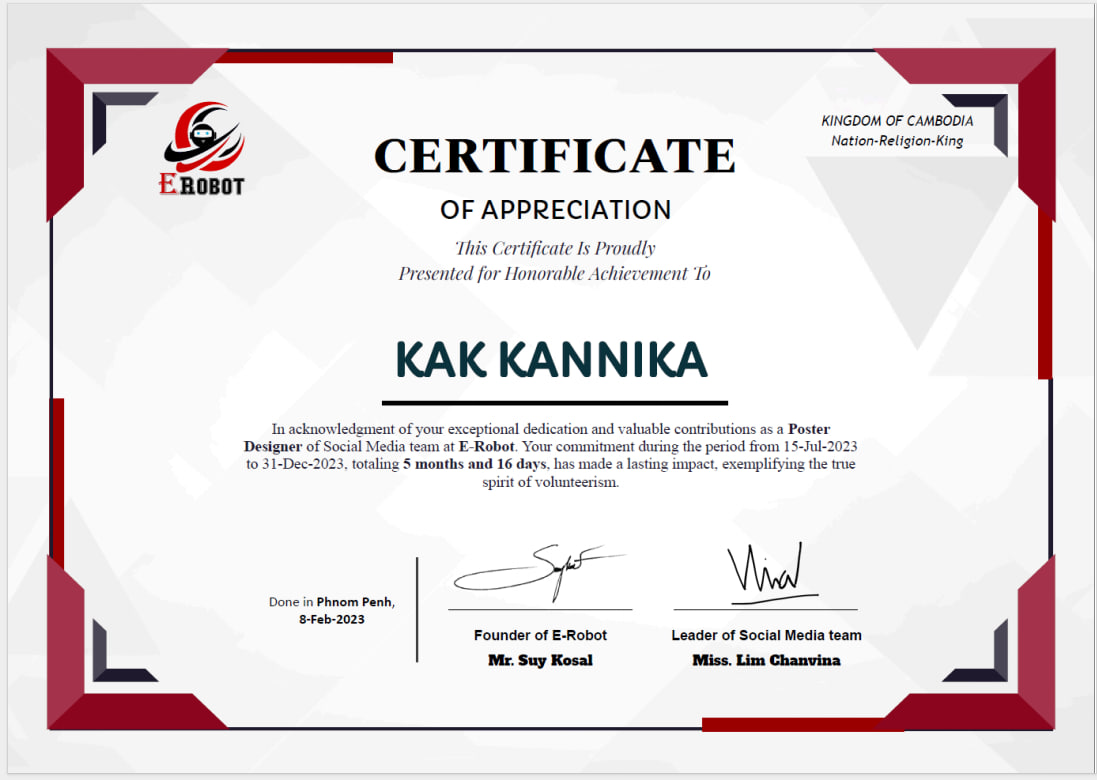 E ROBOT
KINGDOM OF CAMBODIA
Nation-Religion-King
CERTIFICATE
OF APPRECIATION
This Certificate Is Proudly
Presented for Honorable Achievement To
KAK KANNIKA
In acknowledgment of your exceptional dedication and valuable contributions as a Poster
Designer of Social Media team at E-Robot. Your commitment during the period from 15-Jul-2023
to 31-Dec-2023, totaling 5 months and 16 days, has made a lasting impact, exemplifying the true
spirit of volunteerism.
Done in Phnom Penh,
8-Feb-2023
Founder of E-Robot
Mr. Suy Kosal
Leader of Social Media team
Miss. Lim Chanvina